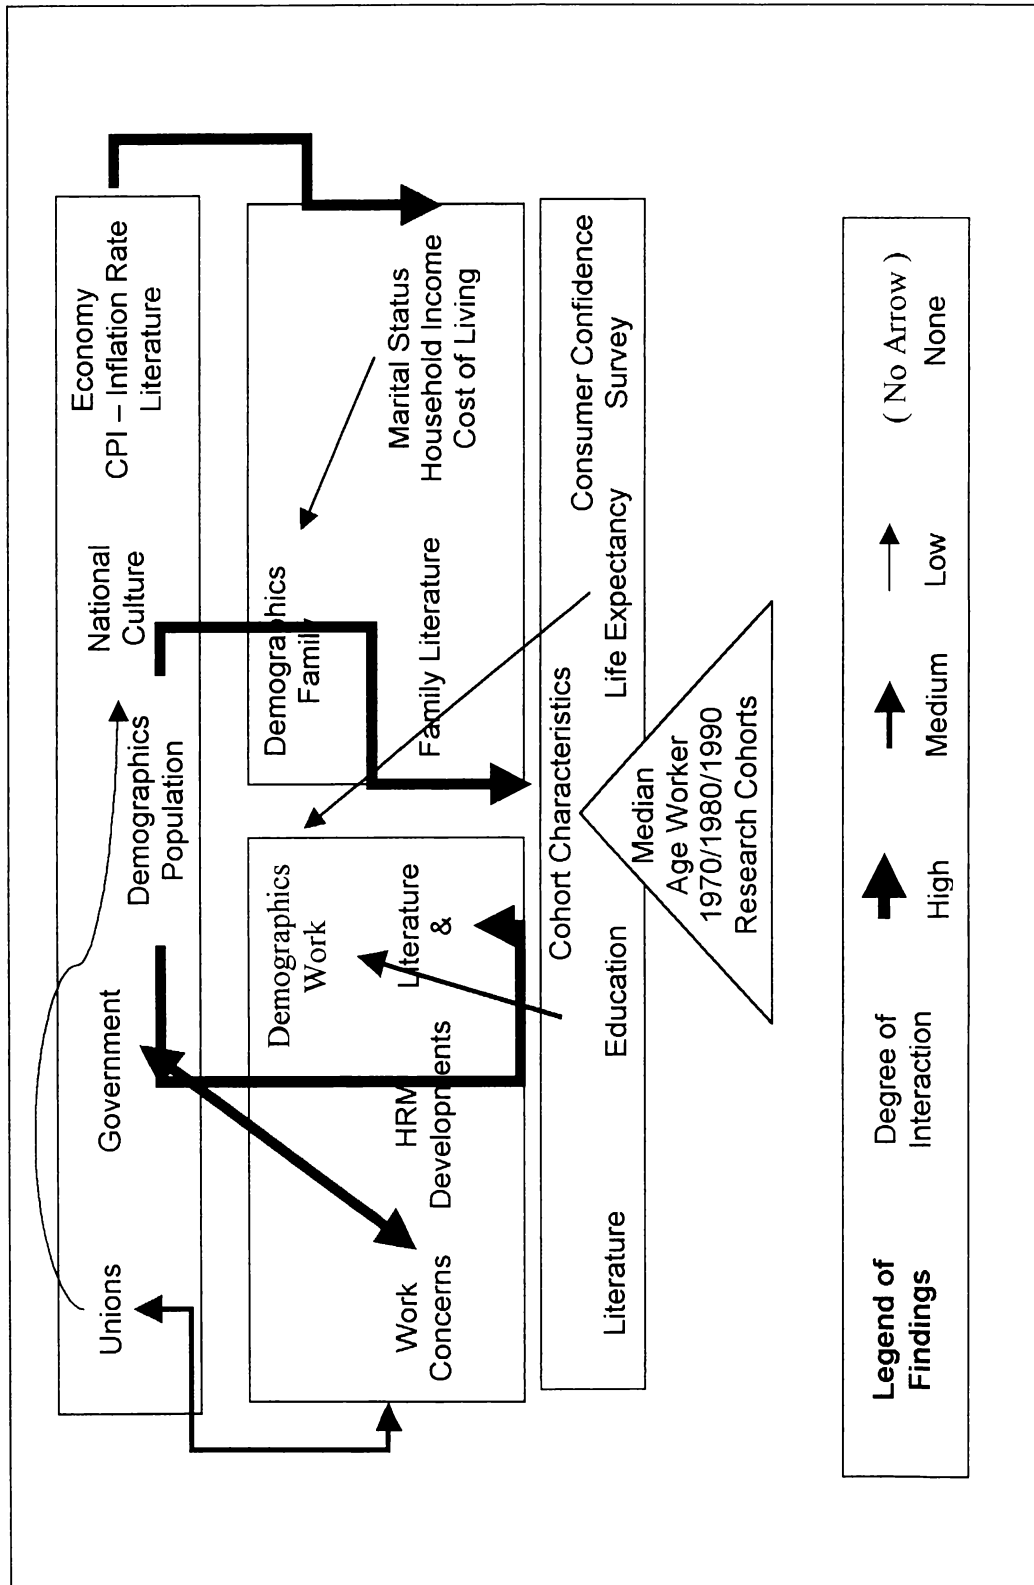 Unions
Government
Demographics
Population
National
Culture
Economy
CPI – Inflation Rate
Literature
Work
Concerns
HRM
Developments
Literature
&
Demographics
Work
Demographics
Family
Family Literature
Marital Status
Household Income
Cost of Living
Cohort Characteristics
Literature
Education
Life Expectancy
Consumer Confidence
Survey
Median
Age Worker
1970/1980/1990
Research Cohorts
Legend of
Findings
Degree of
Interaction
High
Medium
Low
( No Arrow )
None